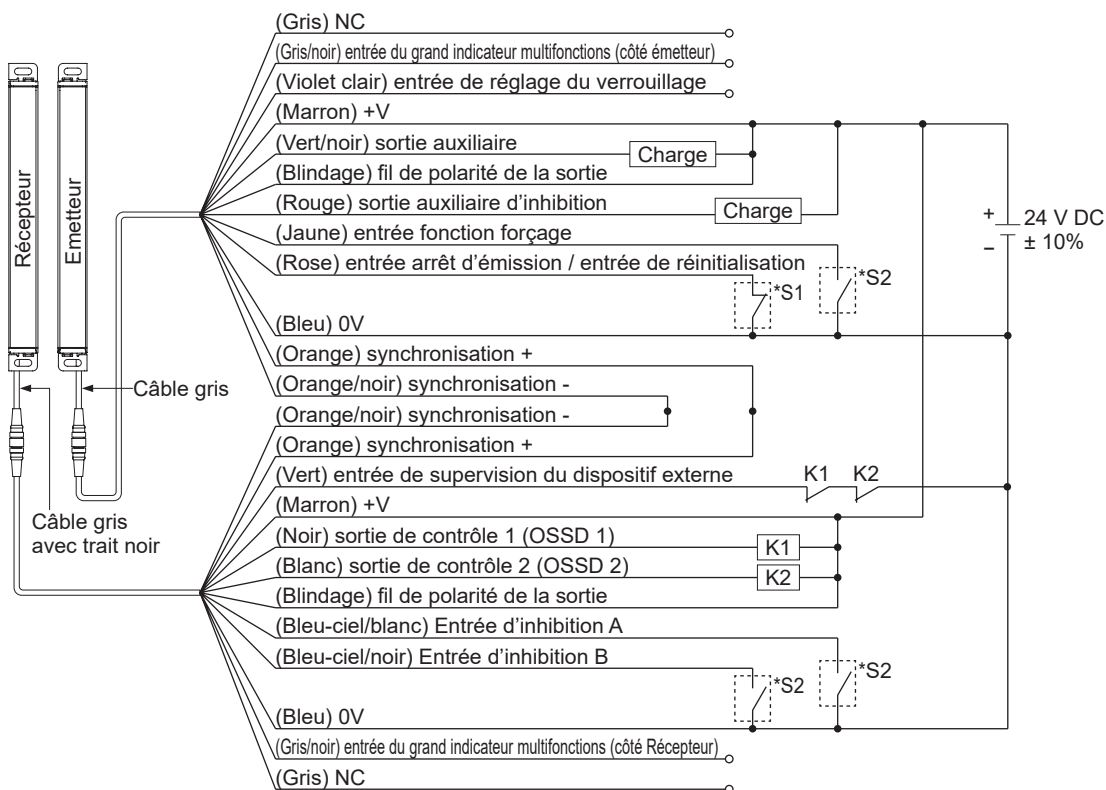 (Gris) NC
(Gris/noir) entrée du grand indicateur multifonctions (côté émetteur)
(Violet clair) entrée de réglage du verrouillage
(Marron) +V
(Vert/noir) sortie auxiliaire
Charge
(Blindage) fil de polarité de la sortie
(Rouge) sortie auxiliaire d'inhibition
Charge
(Jaune) entrée fonction forçage
(Rose) entrée arrêt d'émission / entrée de réinitialisation
*S1
*S2
+
−
24 V DC
± 10%
(Bleu) 0V
(Orange) synchronisation +
(Orange/noir) synchronisation -
(Orange/noir) synchronisation -
(Orange) synchronisation +
(Vert) entrée de supervision du dispositif externe
K1
K2
(Marron) +V
(Noir) sortie de contrôle 1 (OSSD 1)
K1
(Blanc) sortie de contrôle 2 (OSSD 2)
K2
(Blindage) fil de polarité de la sortie
(Bleu-ciel/blanc) Entrée d'inhibition A
(Bleu-ciel/noir) Entrée d'inhibition B
*S2
*S2
(Bleu) 0V
(Gris/noir) entrée du grand indicateur multifonctions (côté Récepteur)
(Gris) NC
Récepteur
Emetteur
Câble gris
Câble gris
avec trait noir